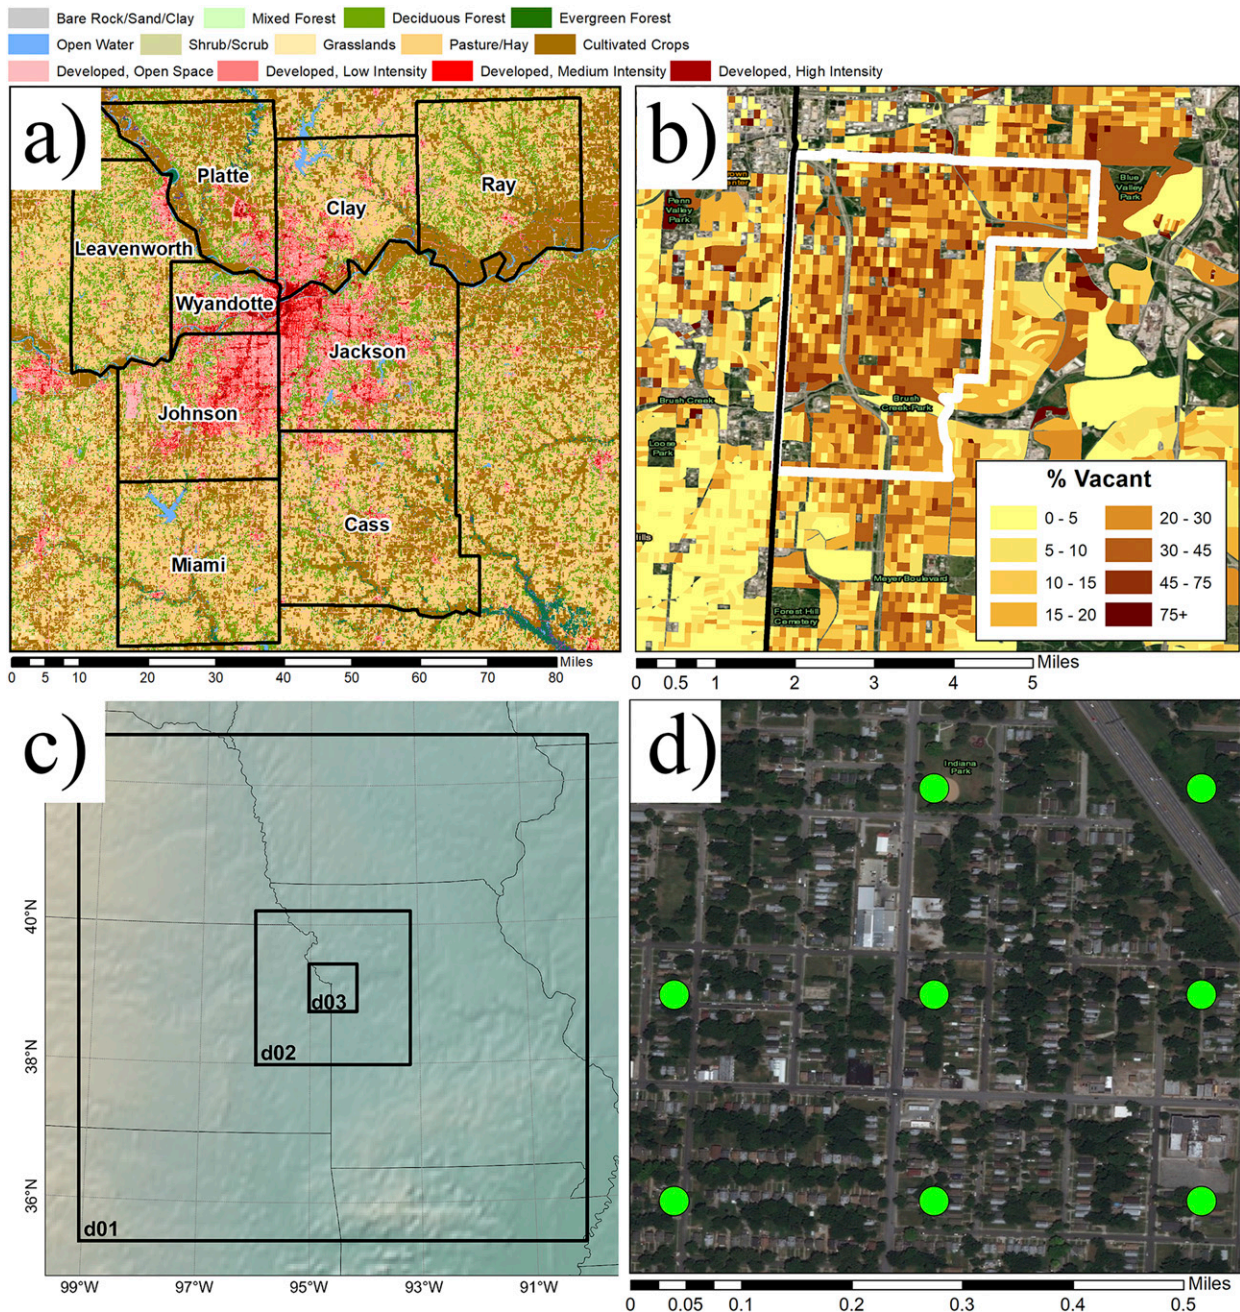 Bare Rock/Sand/Clay Mixed Forest Deciduous Forest Evergreen Forest
Open Water Shrub/Scrub Grasslands Pasture/Hay Cultivated Crops
Developed, Open Space Developed, Low Intensity Developed, Medium Intensity Developed, High Intensity
a)
Platte
Clay
Ray
Leavenworth
Wyandotte
Jackson
Johnson
Cass
Miami
0 5 10 20 30 40 50 60 70 80
Miles
b)
Penn
Valley
Park
Blue
Valley
Park
Brush Creek
Brush
Creek Park
Loose
Park
Meyer Boulevard
Forest Hill
Cemetery
% Vacant
0 - 5 20 - 30
5 - 10 30 - 45
10 - 15 45 - 75
15 - 20 75+
Miles
0 0.5 1 2 3 4 5
c)
d03
d02
d01
40°N
38°N
36°N
99°W 97°W 95°W 93°W 91°W
d)
Indiana
Park
Miles
0 0.05 0.1 0.2 0.3 0.4 0.5